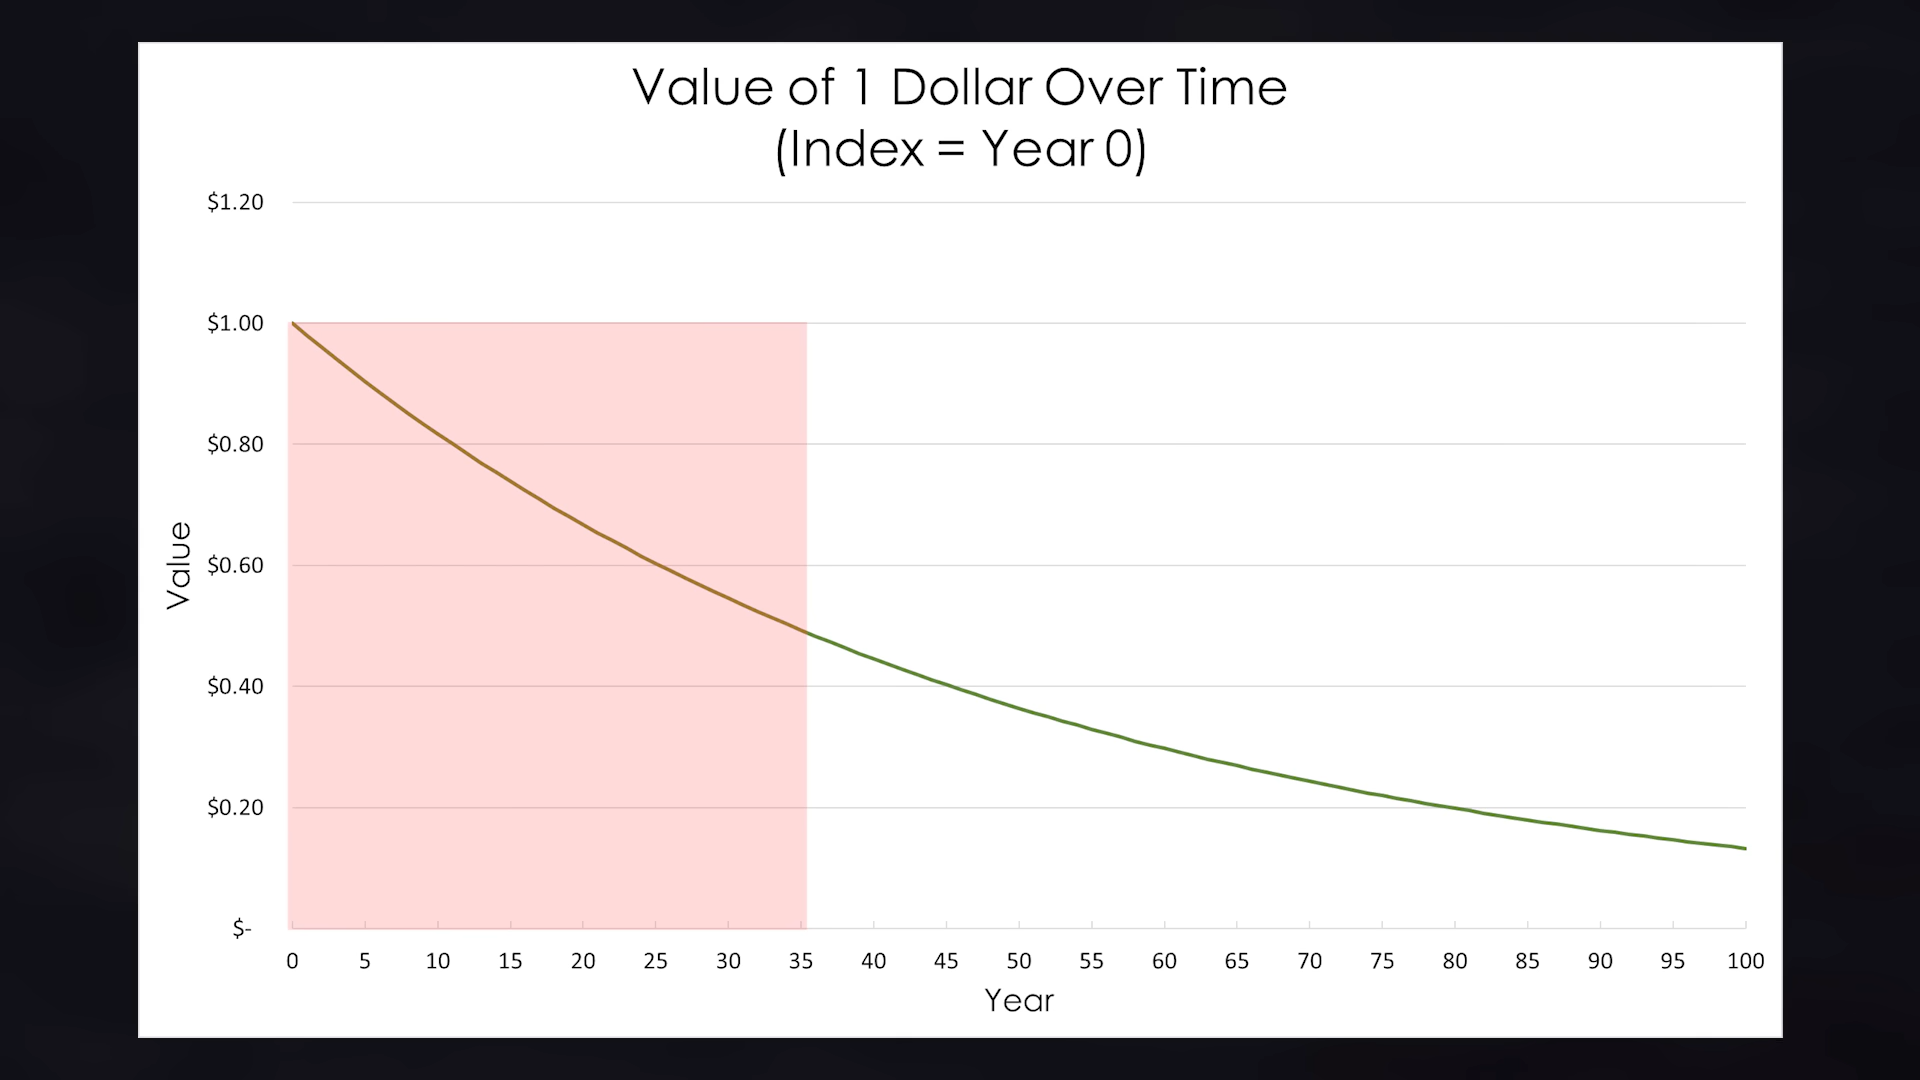 Value of 1 Dollar Over Time
(Index = Year 0)
$1.20
$1.00
$0.80
$0.60
$0.40
$0.20
$-
Value
0 5 10 15 20 25 30 35 40 45 50 55 60 65 70 75 80 85 90 95 100
Year